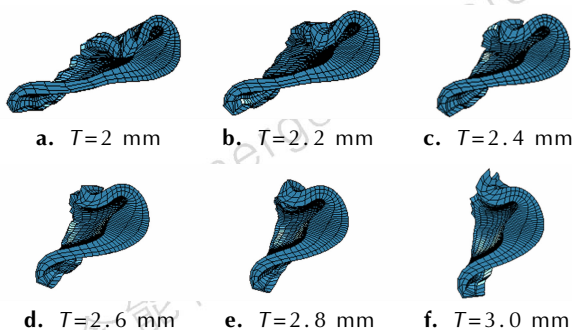 a. T=2 mm
b. T=2.2 mm
c. T=2.4 mm
d. T=2.6 mm
e. T=2.8 mm
f. T=3.0 mm